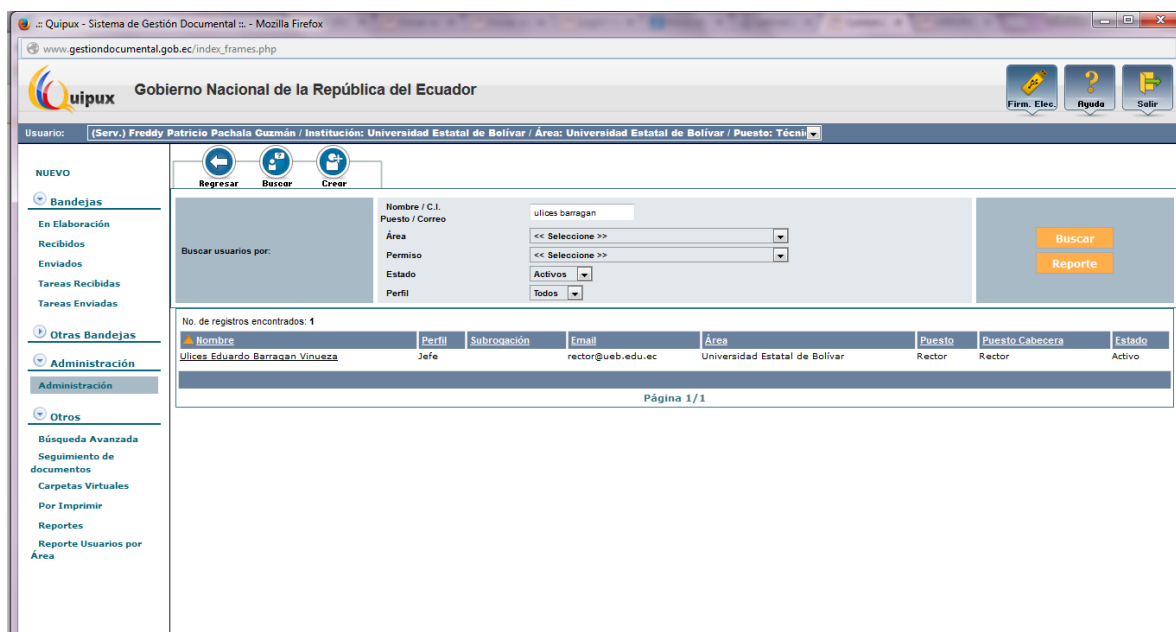 .:: Quipux - Sistema de Gestión Documental ::. - Mozilla Firefox
www.gestiondocumental.gob.ec/index_frames.php
Quipux
Gobierno Nacional de la República del Ecuador
Firm. Elec. Ayuda Salir
Usuario: (Serv.) Freddy Patricio Pachala Guzmán / Institución: Universidad Estatal de Bolívar / Área: Universidad Estatal de Bolívar / Puesto: Técni
NUEVO
Bandejas
En Elaboración
Recibidos
Enviados
Tareas Recibidas
Tareas Enviadas
Otras Bandejas
Administración
Administración
Otros
Búsqueda Avanzada
Seguimiento de
documentos
Carpetas Virtuales
Por Imprimir
Reportes
Reporte Usuarios por
Área
Regresar Buscar Crear
Buscar usuarios por:
Nombre / C.I.
Puesto / Correo
ulices barragan
Área << Seleccione >>
Permiso << Seleccione >>
Estado Activos
Perfil Todos
Buscar
Reporte
No. de registros encontrados: 1
Nombre Perfil Subrogación Email Área Puesto Puesto Cabecera Estado
Ulices Eduardo Barragan Vinueza Jefe rector@ueb.edu.ec Universidad Estatal de Bolívar Rector Rector Activo
Página 1/1